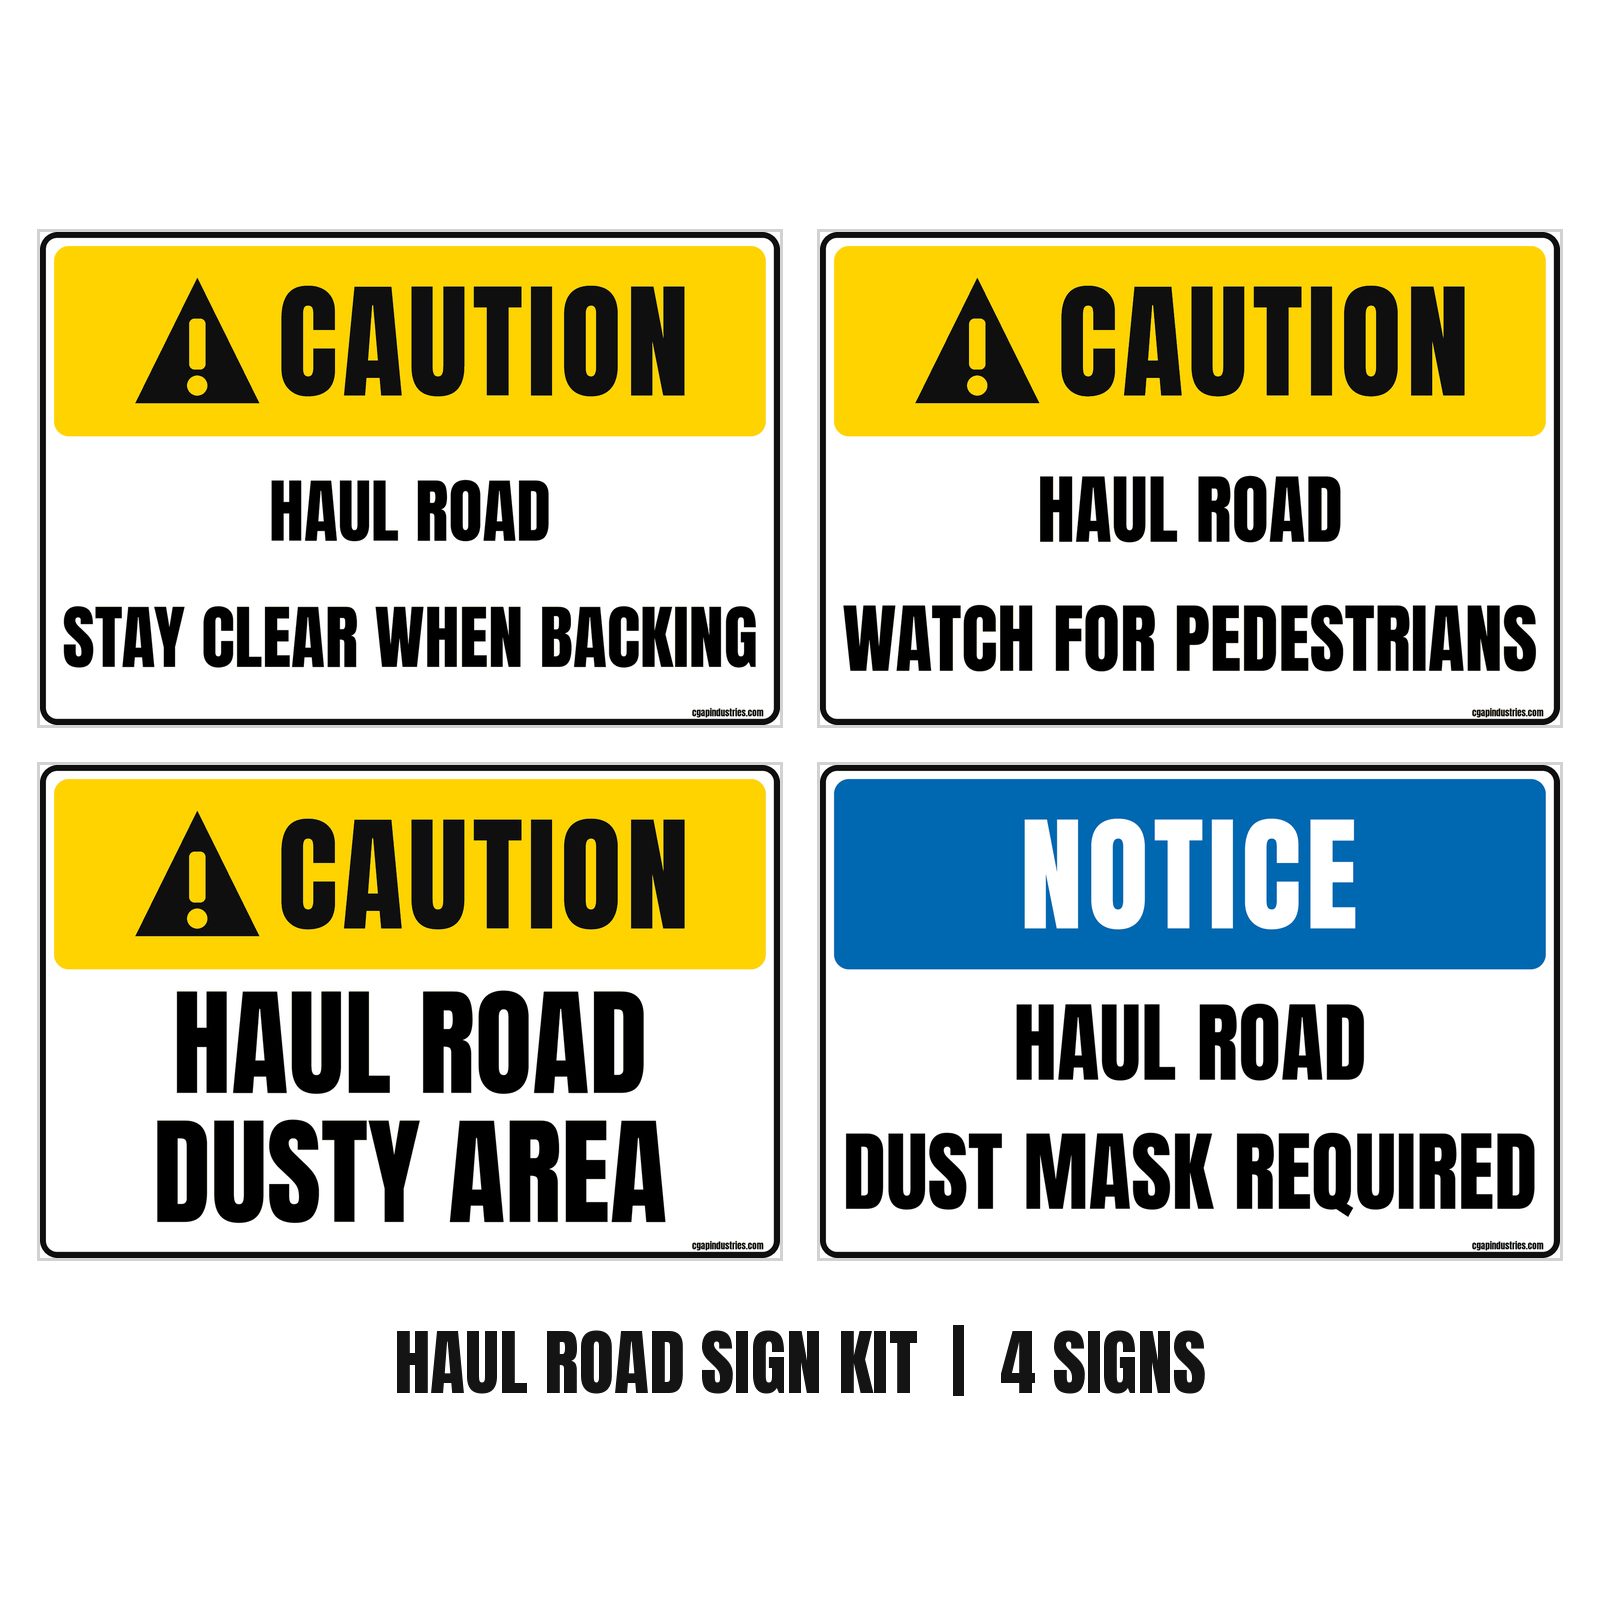 CAUTION
HAUL ROAD
STAY CLEAR WHEN BACKING
cgapindustries.com
CAUTION
HAUL ROAD
WATCH FOR PEDESTRIANS
cgapindustries.com
CAUTION
HAUL ROAD
DUSTY AREA
cgapindustries.com
NOTICE
HAUL ROAD
DUST MASK REQUIRED
cgapindustries.com
HAUL ROAD SIGN KIT | 4 SIGNS